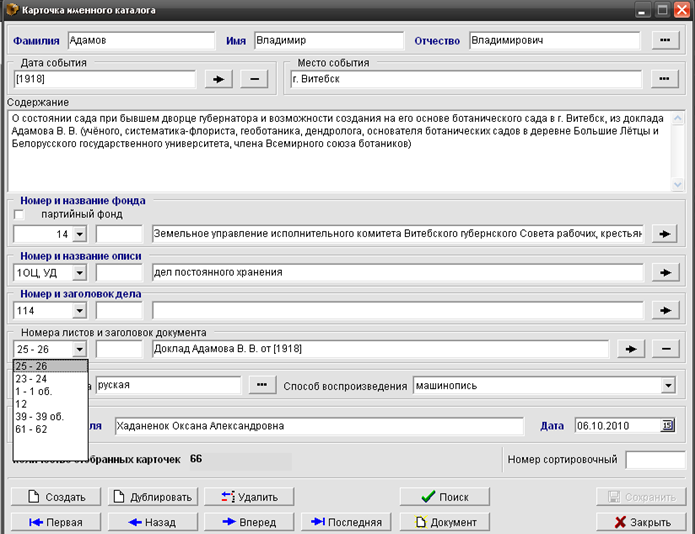 Карточка именного каталога
Фамилия Адамов Имя Владимир Отчество Владимирович
Дата события Место события
[1918] г. Витебск
Содержание
О состоянии сада при бывшем дворце губернатора и возможности создания на его основе ботанического сада в г. Витебск, из доклада
Адамова В. В. (учёного, систематика-флориста, геоботаника, дендролога, основателя ботанических садов в деревне Большие Лётцы и
Белорусского государственного университета, члена Всемирного союза ботаников)
Номер и название фонда
партийный фонд
14 Земельное управление исполнительного комитета Витебского губернского Совета рабочих, крестьян
Номер и название описи
1ОЦ, УД дел постоянного хранения
Номер и заголовок дела
114
Номера листов и заголовок документа
25 - 26 Доклад Адамова В. В. от [1918]
25 - 26
23 - 24
руская Способ воспроизведения машинопись
1 - 1 об.
12
39 - 39 об.
61 - 62
Хаданенок Оксана Александровна Дата 06.10.2010 15
отобранных карточек 66 Номер сортировочный
Создать Дублировать Удалить Поиск Сохранить
Первая Назад Вперед Последняя Документ Закрыть